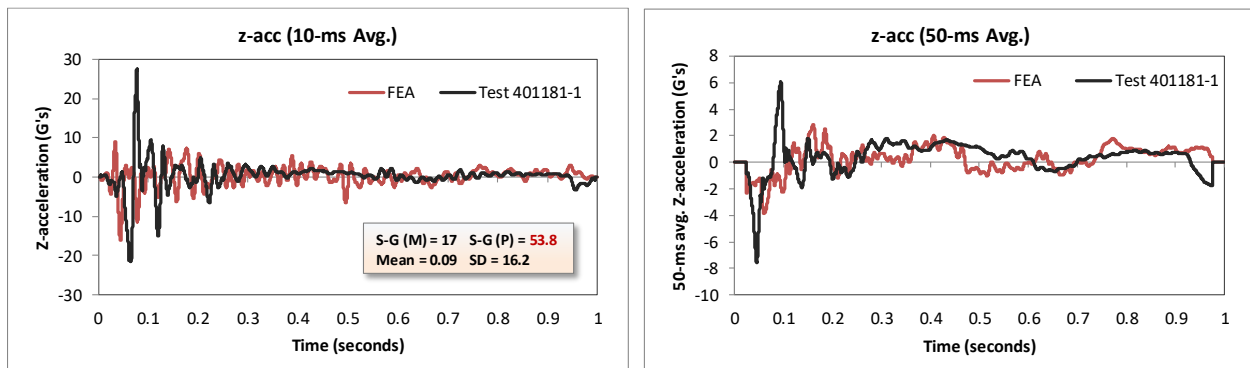 z-acc (10-ms Avg.)
FEA
Test 401181-1
Z-acceleration (G's)
30
20
10
0
-10
-20
-30
S-G (M) = 17 S-G (P) = 53.8
Mean = 0.09 SD = 16.2
0 0.1 0.2 0.3 0.4 0.5 0.6 0.7 0.8 0.9 1
Time (seconds)
z-acc (50-ms Avg.)
FEA
Test 401181-1
50-ms avg. Z-acceleration (G's)
8
6
4
2
0
-2
-4
-6
-8
-10
0 0.1 0.2 0.3 0.4 0.5 0.6 0.7 0.8 0.9 1
Time (seconds)